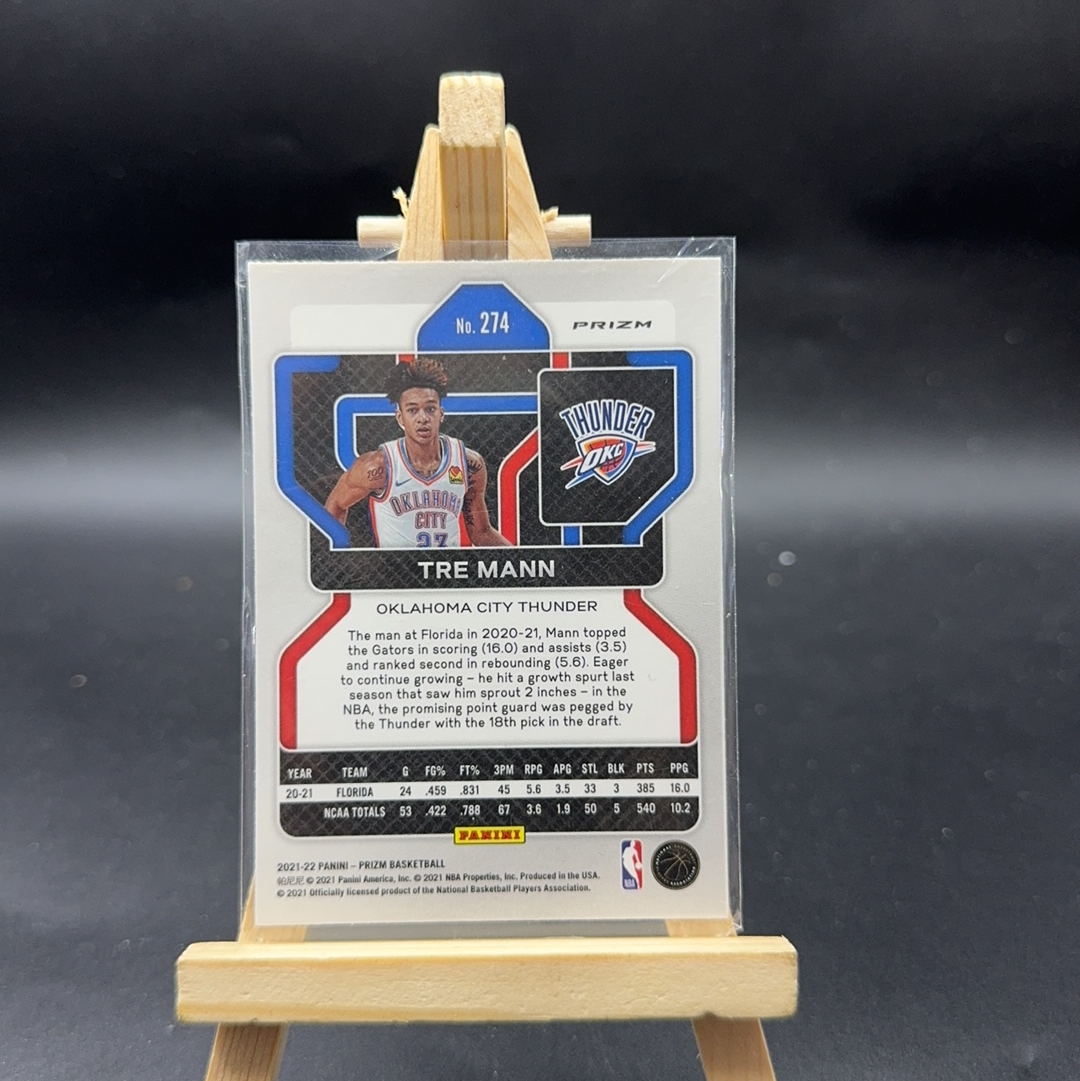 No. 274
PRIZM
THUNDER
OKC
100
OKLAHOMA
CITY
23
TRE MANN
OKLAHOMA CITY THUNDER
The man at Florida in 2020-21, Mann topped
the Gators in scoring (16.0) and assists (3.5)
and ranked second in rebounding (5.6). Eager
to continue growing – he hit a growth spurt last
season that saw him sprout 2 inches – in the
NBA, the promising point guard was pegged by
the Thunder with the 18th pick in the draft.
YEAR TEAM G FG% FT% 3PM RPG APG STL BLK PTS PPG
20-21 FLORIDA 24 .459 .831 45 5.6 3.5 33 3 385 16.0
NCAA TOTALS 53 .422 .788 67 3.6 1.9 50 5 540 10.2
PANINI
2021-22 PANINI – PRIZM BASKETBALL
帕尼尼 © 2021 Panini America, Inc. © 2021 NBA Properties, Inc. Produced in the USA.
© 2021 Officially licensed product of the National Basketball Players Association.
NBA